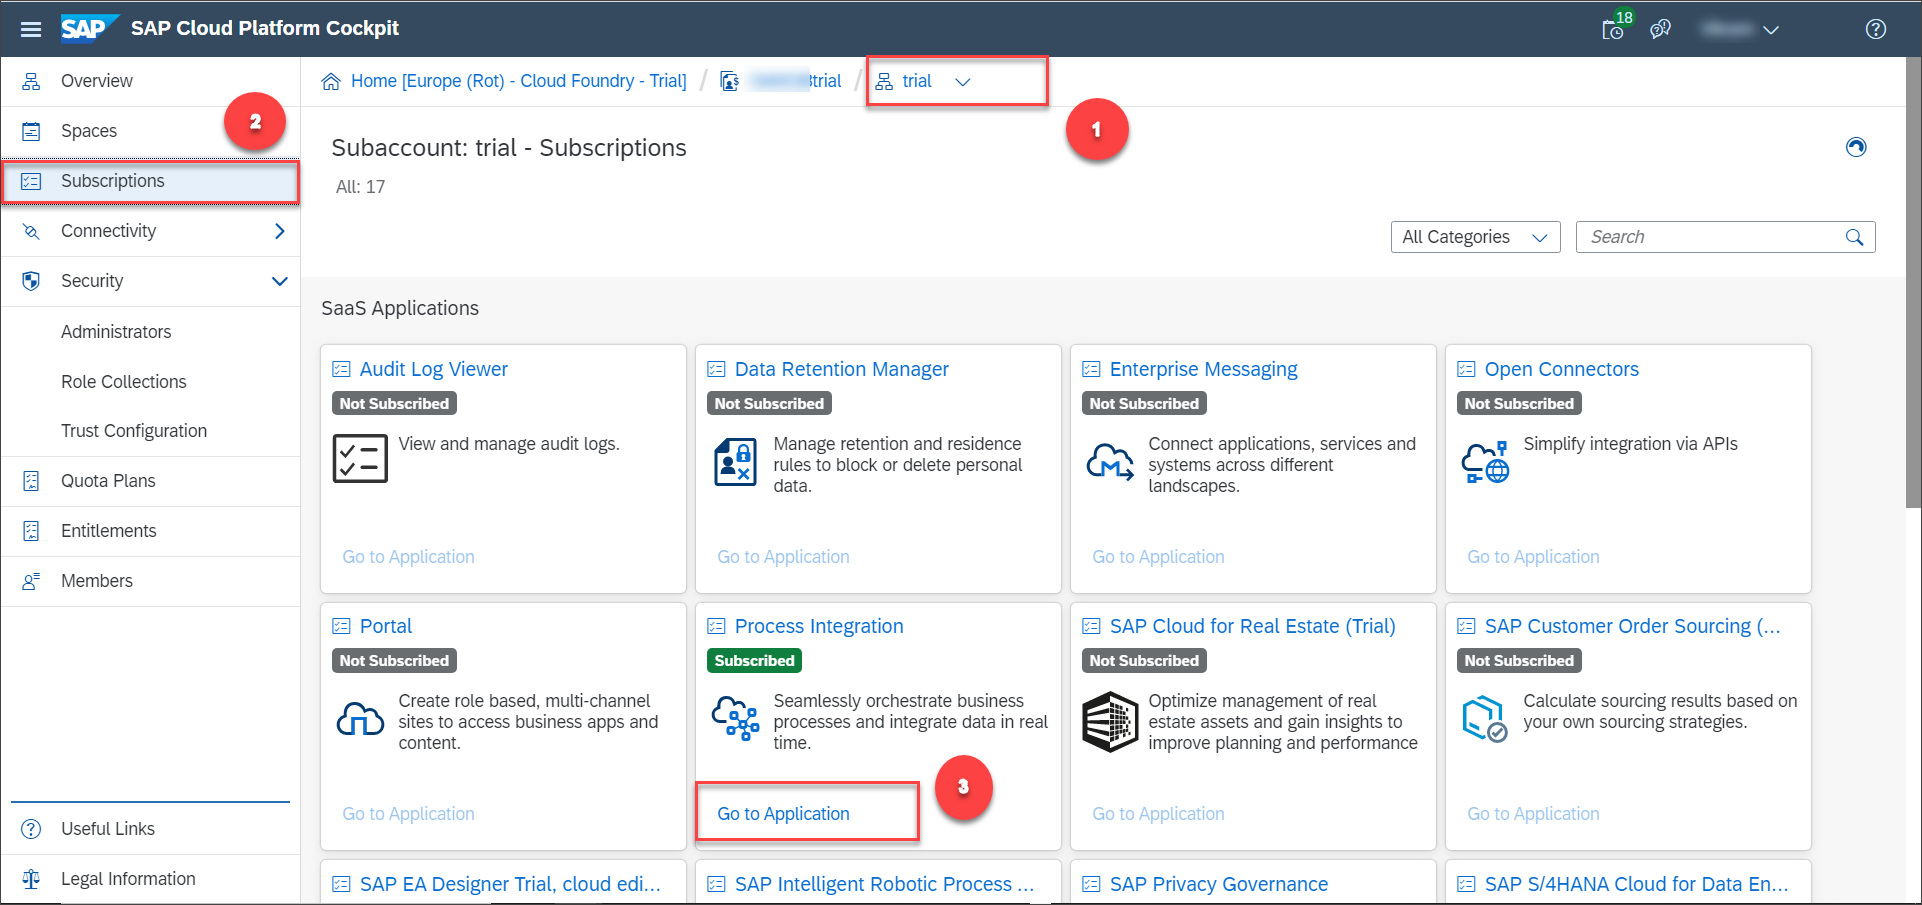 SAP SAP Cloud Platform Cockpit 18
Home [Europe (Rot) - Cloud Foundry - Trial] / trial / trial
1
Overview
Spaces
2
Subscriptions
Connectivity
Security
Administrators
Role Collections
Trust Configuration
Quota Plans
Entitlements
Members
Useful Links
Legal Information
Subaccount: trial - Subscriptions
All: 17
All Categories
Search
SaaS Applications
Audit Log Viewer
Not Subscribed
View and manage audit logs.
Go to Application
Data Retention Manager
Not Subscribed
Manage retention and residence
rules to block or delete personal
data.
Go to Application
Enterprise Messaging
Not Subscribed
Connect applications, services and
systems across different
landscapes.
Go to Application
Open Connectors
Not Subscribed
Simplify integration via APIs
Go to Application
Portal
Not Subscribed
Create role based, multi-channel
sites to access business apps and
content.
Go to Application
Process Integration
Subscribed
Seamlessly orchestrate business
processes and integrate data in real
time.
Go to Application
3
SAP Cloud for Real Estate (Trial)
Not Subscribed
Optimize management of real
estate assets and gain insights to
improve planning and performance
Go to Application
SAP Customer Order Sourcing (...
Not Subscribed
Calculate sourcing results based on
your own sourcing strategies.
Go to Application
SAP EA Designer Trial, cloud edi...
SAP Intelligent Robotic Process ...
SAP Privacy Governance
SAP S/4HANA Cloud for Data En...